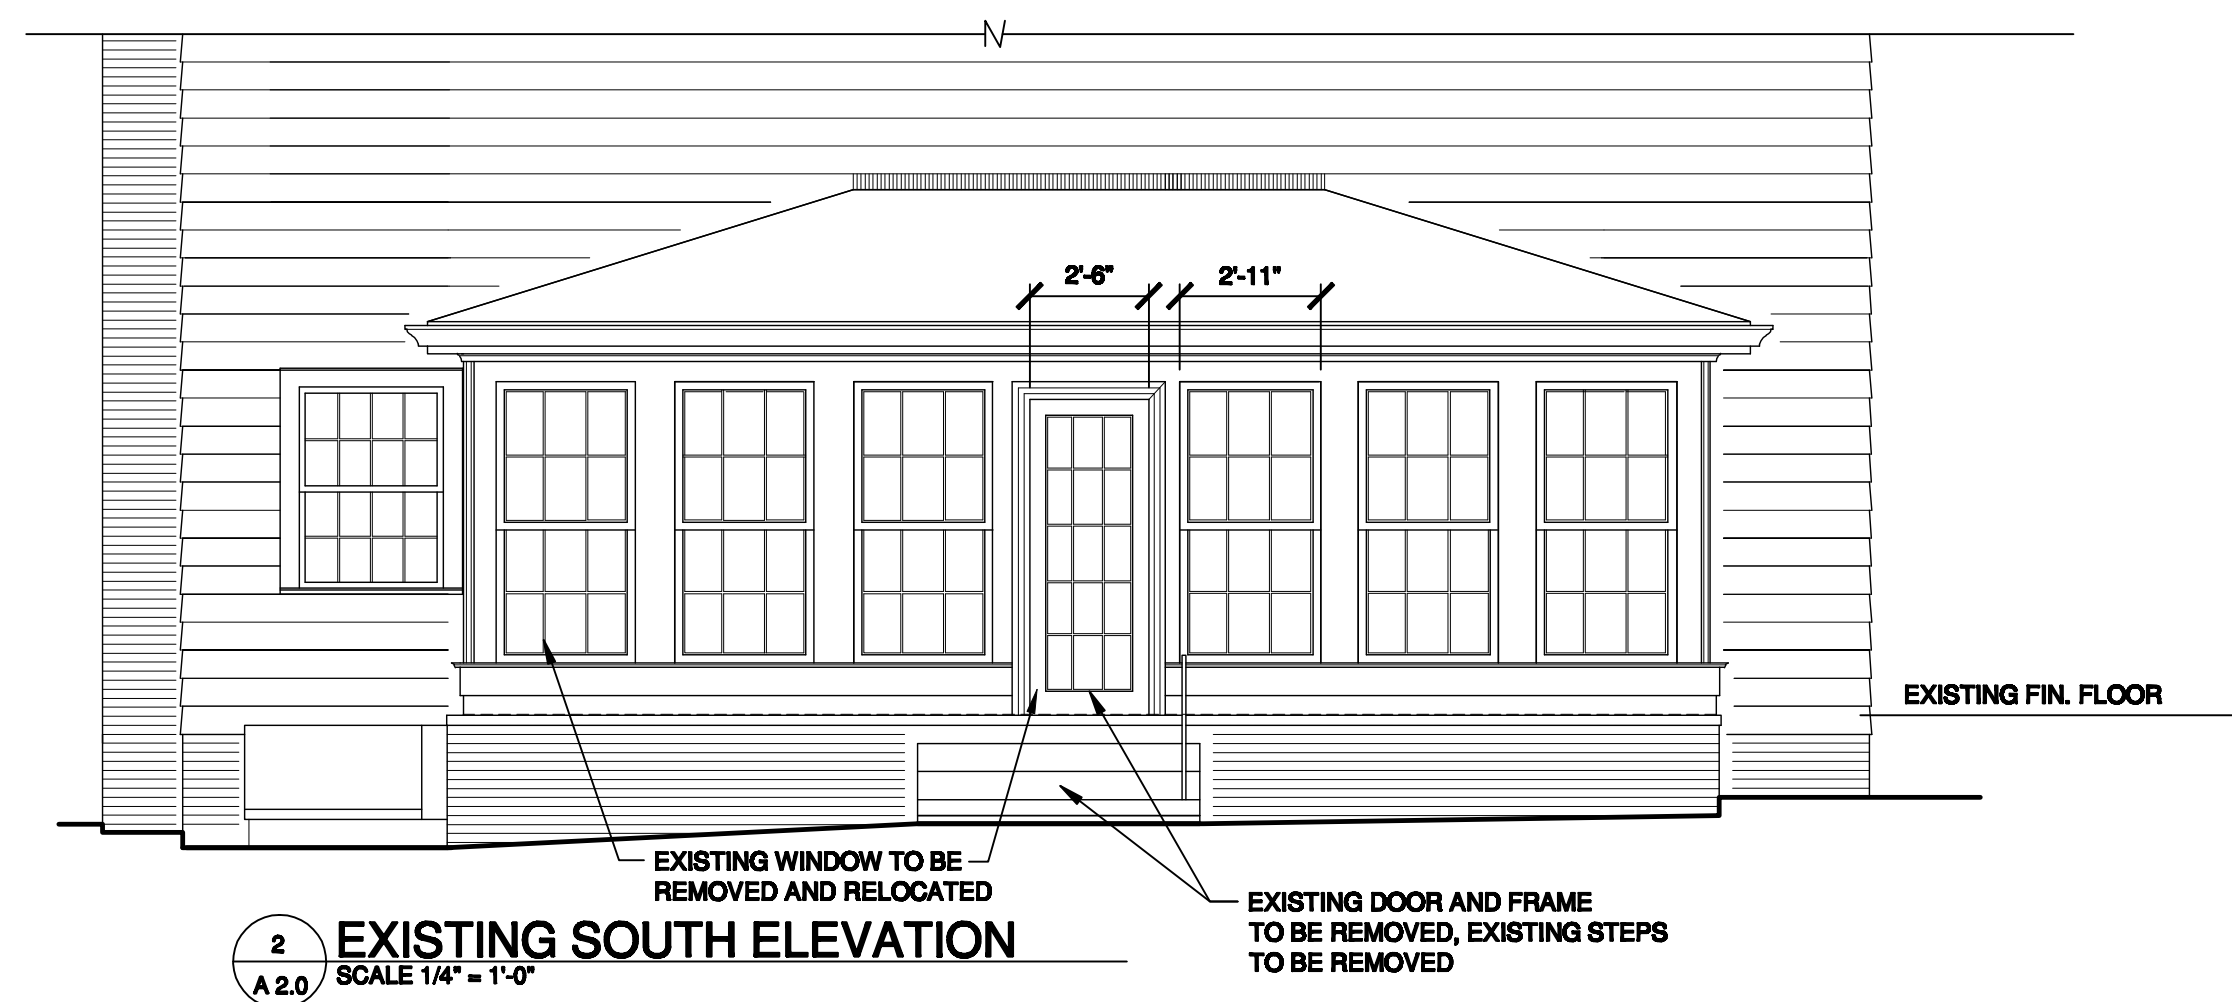 N
2'-6"
2'-11"
EXISTING FIN. FLOOR
EXISTING WINDOW TO BE
REMOVED AND RELOCATED
EXISTING DOOR AND FRAME
TO BE REMOVED, EXISTING STEPS
TO BE REMOVED
2
A 2.0
EXISTING SOUTH ELEVATION
SCALE 1/4" = 1'-0"